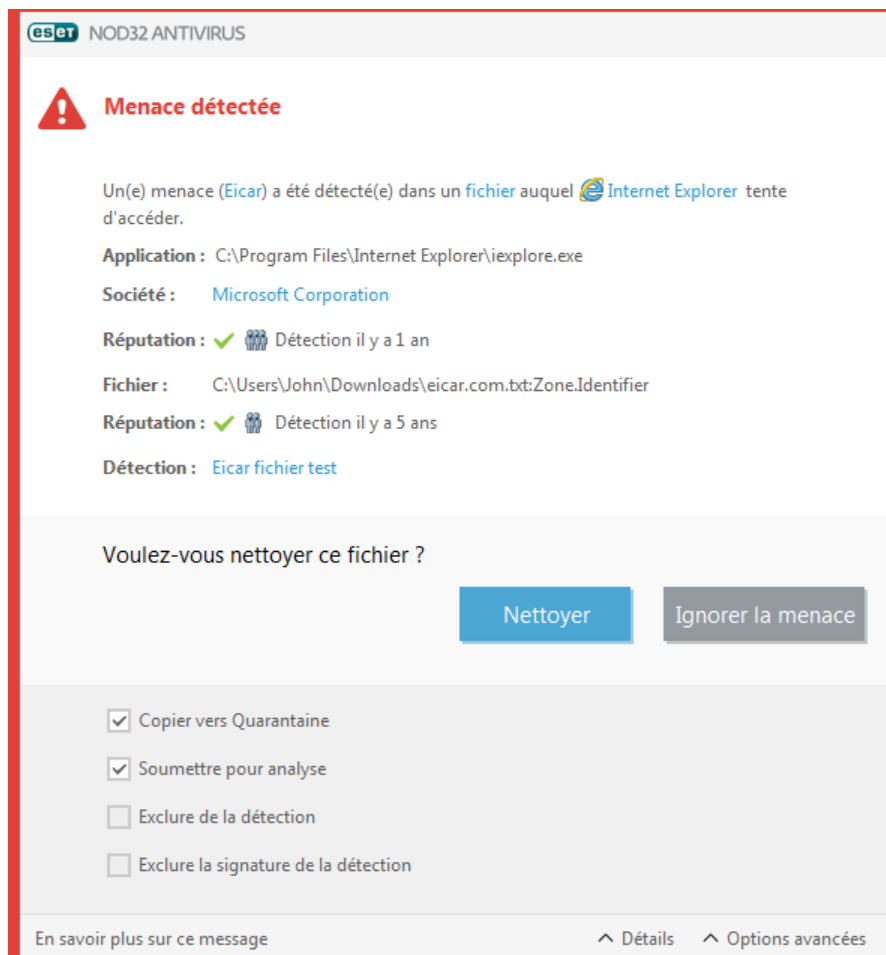 eset NOD32 ANTIVIRUS
Menace détectée
Un(e) menace (Eicar) a été détecté(e) dans un fichier auquel Internet Explorer tente
d'accéder.
Application : C:\Program Files\Internet Explorer\iexplore.exe
Société : Microsoft Corporation
Réputation : Détection il y a 1 an
Fichier : C:\Users\John\Downloads\eicar.com.txt:Zone.Identifier
Réputation : Détection il y a 5 ans
Détection : Eicar fichier test
Voulez-vous nettoyer ce fichier ?
Nettoyer Ignorer la menace
Copier vers Quarantaine
Soumettre pour analyse
Exclure de la détection
Exclure la signature de la détection
En savoir plus sur ce message Détails Options avancées